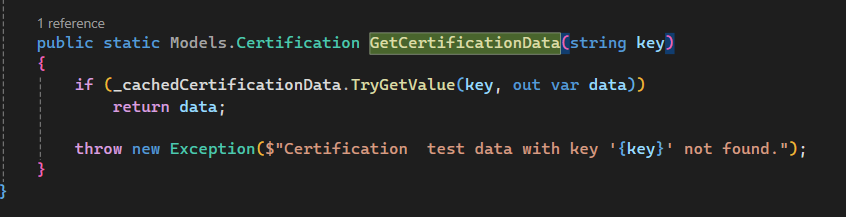 1 reference
public static Models.Certification GetCertificationData(string key)
{
if (_cachedCertificationData.TryGetValue(key, out var data))
return data;
throw new Exception($"Certification  test data with key '{key}' not found.");
}
}